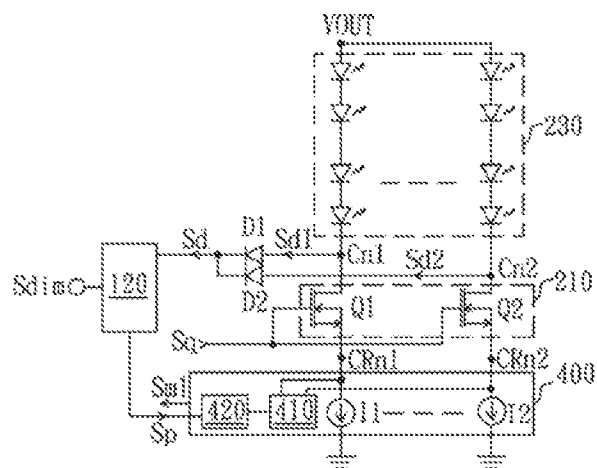 VOUT
230
D1
Sd
Sd1
Cn1
Sd2
Cn2
Sdim
120
D2
Q1
Q2
210
Sq
CRn1
CRn2
Sm1
400
420
410
I1
I2
Sp